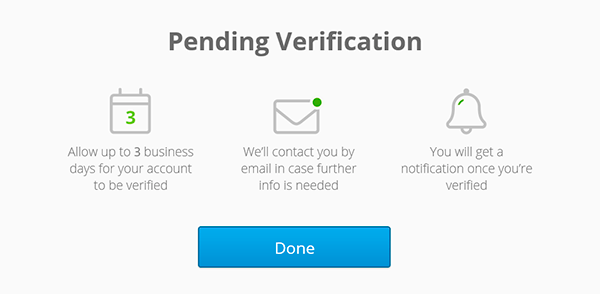 Pending Verification
3
Allow up to 3 business
days for your account
to be verified
We'll contact you by
email in case further
info is needed
You will get a
notification once you're
verified
Done